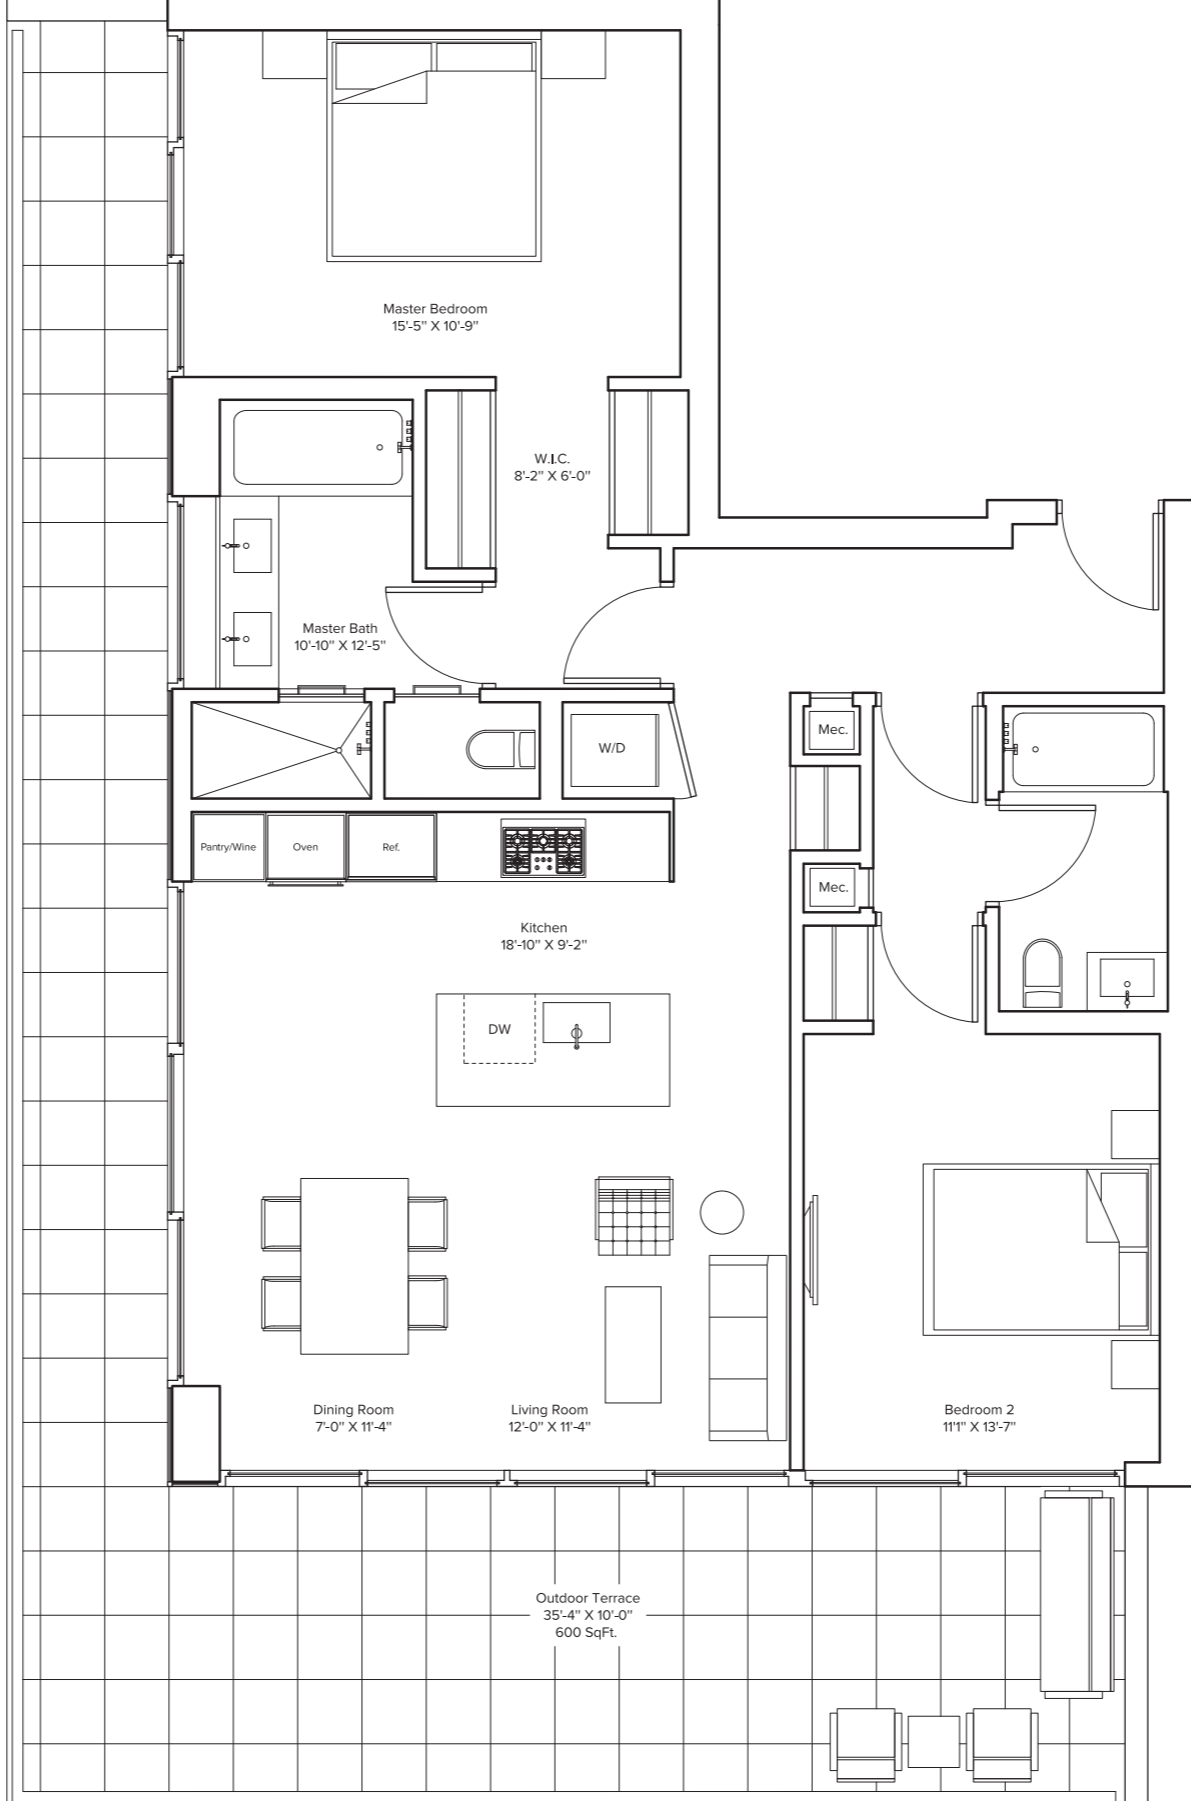 Master Bedroom
15'-5" X 10'-9"
W.I.C.
8'-2" X 6'-0"
Master Bath
10'-10" X 12'-5"
W/D
Mec.
Pantry/Wine
Oven
Ref.
Mec.
Kitchen
18'-10" X 9'-2"
DW
Dining Room
7'-0" X 11'-4"
Living Room
12'-0" X 11'-4"
Bedroom 2
11'1" X 13'-7"
Outdoor Terrace
35'-4" X 10'-0"
600 SqFt.